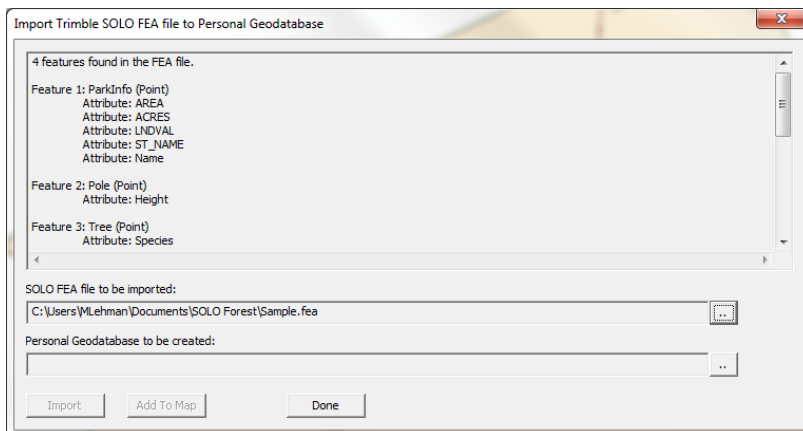 Import Trimble SOLO FEA file to Personal Geodatabase
4 features found in the FEA file.
Feature 1: ParkInfo (Point)
Attribute: AREA
Attribute: ACRES
Attribute: LNDVAL
Attribute: ST_NAME
Attribute: Name
Feature 2: Pole (Point)
Attribute: Height
Feature 3: Tree (Point)
Attribute: Species
SOLO FEA file to be imported:
C:\Users\MLehman\Documents\SOLO Forest\Sample.fea
..
Personal Geodatabase to be created:
..
Import Add To Map Done